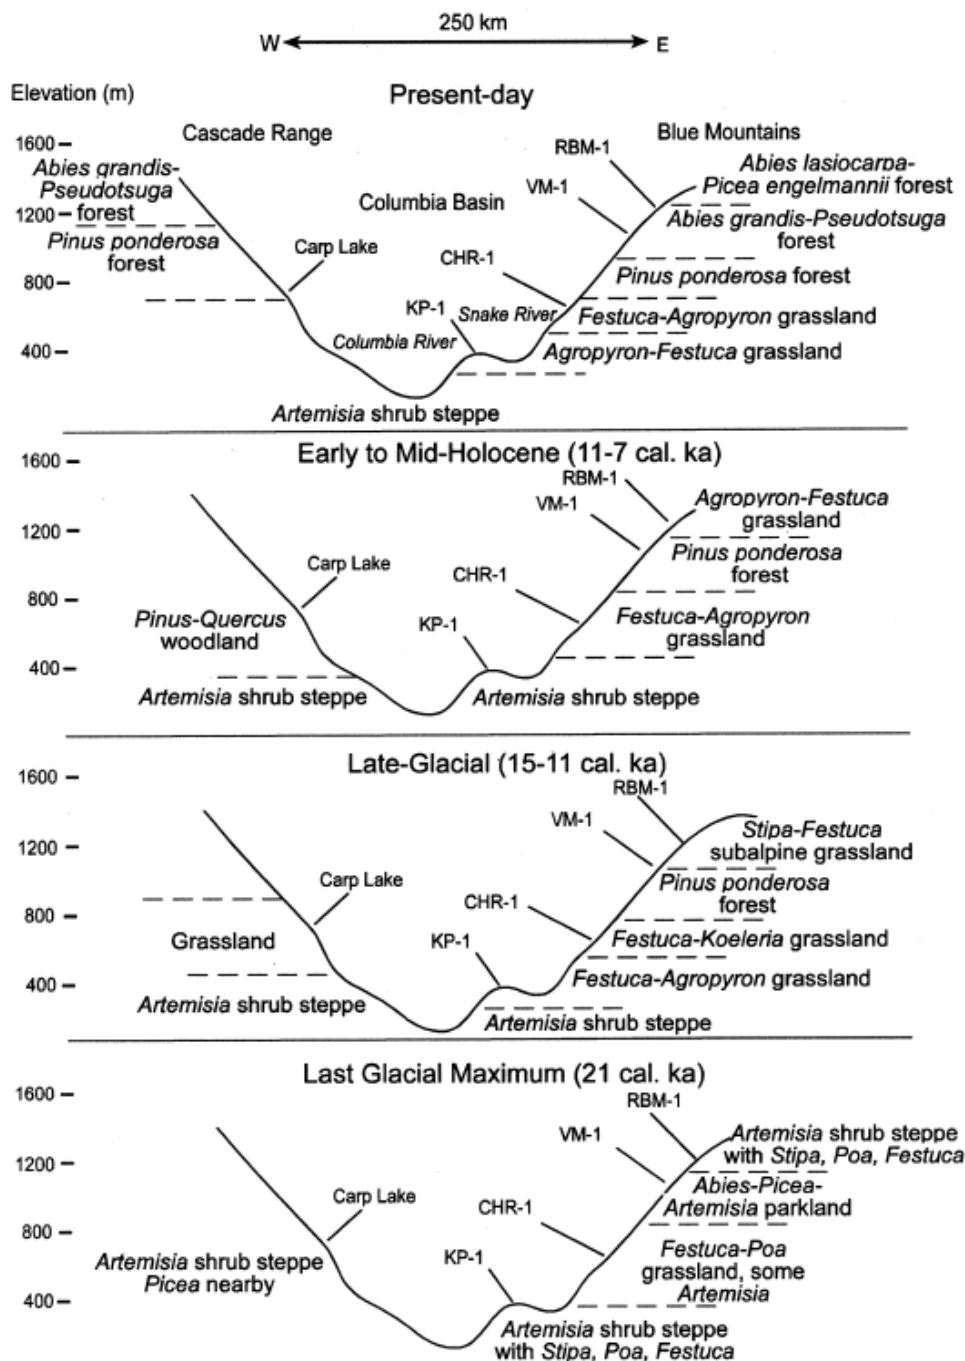 250 km
W E
Elevation (m)
Present-day
Cascade Range
Blue Mountains
1600
RBM-1
Abies grandis-
Pseudotsuga
forest
Abies lasiocarpa-
Picea engelmannii forest
VM-1
Columbia Basin
1200
Pinus ponderosa
forest
Abies grandis-Pseudotsuga
forest
Carp Lake
CHR-1
Pinus ponderosa forest
800
KP-1
Snake River
Festuca-Agropyron grassland
Columbia River
400
Agropyron-Festuca grassland
Artemisia shrub steppe
Early to Mid-Holocene (11-7 cal. ka)
1600
RBM-1
VM-1
Agropyron-Festuca
grassland
1200
Carp Lake
CHR-1
Pinus ponderosa
forest
800
Pinus-Quercus
woodland
KP-1
Festuca-Agropyron
grassland
400
Artemisia shrub steppe
Artemisia shrub steppe
Late-Glacial (15-11 cal. ka)
1600
RBM-1
VM-1
Stipa-Festuca
subalpine grassland
1200
Carp Lake
CHR-1
Pinus ponderosa
forest
800
Grassland
KP-1
Festuca-Koeleria grassland
400
Festuca-Agropyron grassland
Artemisia shrub steppe
Artemisia shrub steppe
Last Glacial Maximum (21 cal. ka)
1600
RBM-1
VM-1
Artemisia shrub steppe
with Stipa, Poa, Festuca
1200
Carp Lake
CHR-1
Abies-Picea-
Artemisia parkland
800
Artemisia shrub steppe
Picea nearby
KP-1
Festuca-Poa
grassland, some
Artemisia
400
Artemisia shrub steppe
with Stipa, Poa, Festuca